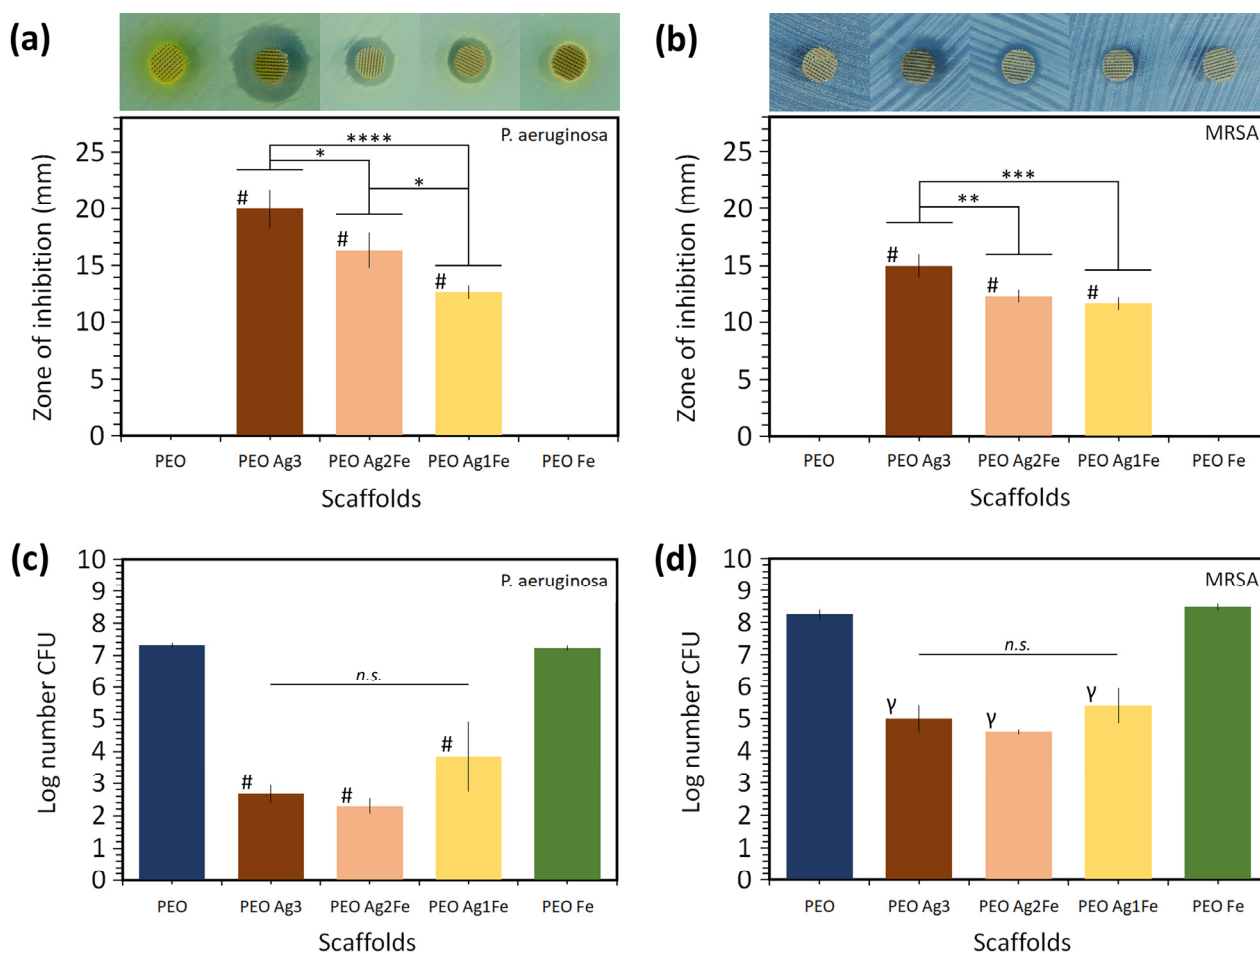 (a)
P. aeruginosa
Zone of inhibition (mm)
25
20
15
10
5
0
****
*
*
#
#
#
PEO PEO Ag3 PEO Ag2Fe PEO Ag1Fe PEO Fe
Scaffolds
(b)
MRSA
Zone of inhibition (mm)
25
20
15
10
5
0
***
**
#
#
#
PEO PEO Ag3 PEO Ag2Fe PEO Ag1Fe PEO Fe
Scaffolds
(c)
P. aeruginosa
Log number CFU
10
9
8
7
6
5
4
3
2
1
0
n.s.
#
#
#
PEO PEO Ag3 PEO Ag2Fe PEO Ag1Fe PEO Fe
Scaffolds
(d)
MRSA
Log number CFU
10
9
8
7
6
5
4
3
2
1
0
n.s.
γ
γ
γ
PEO PEO Ag3 PEO Ag2Fe PEO Ag1Fe PEO Fe
Scaffolds